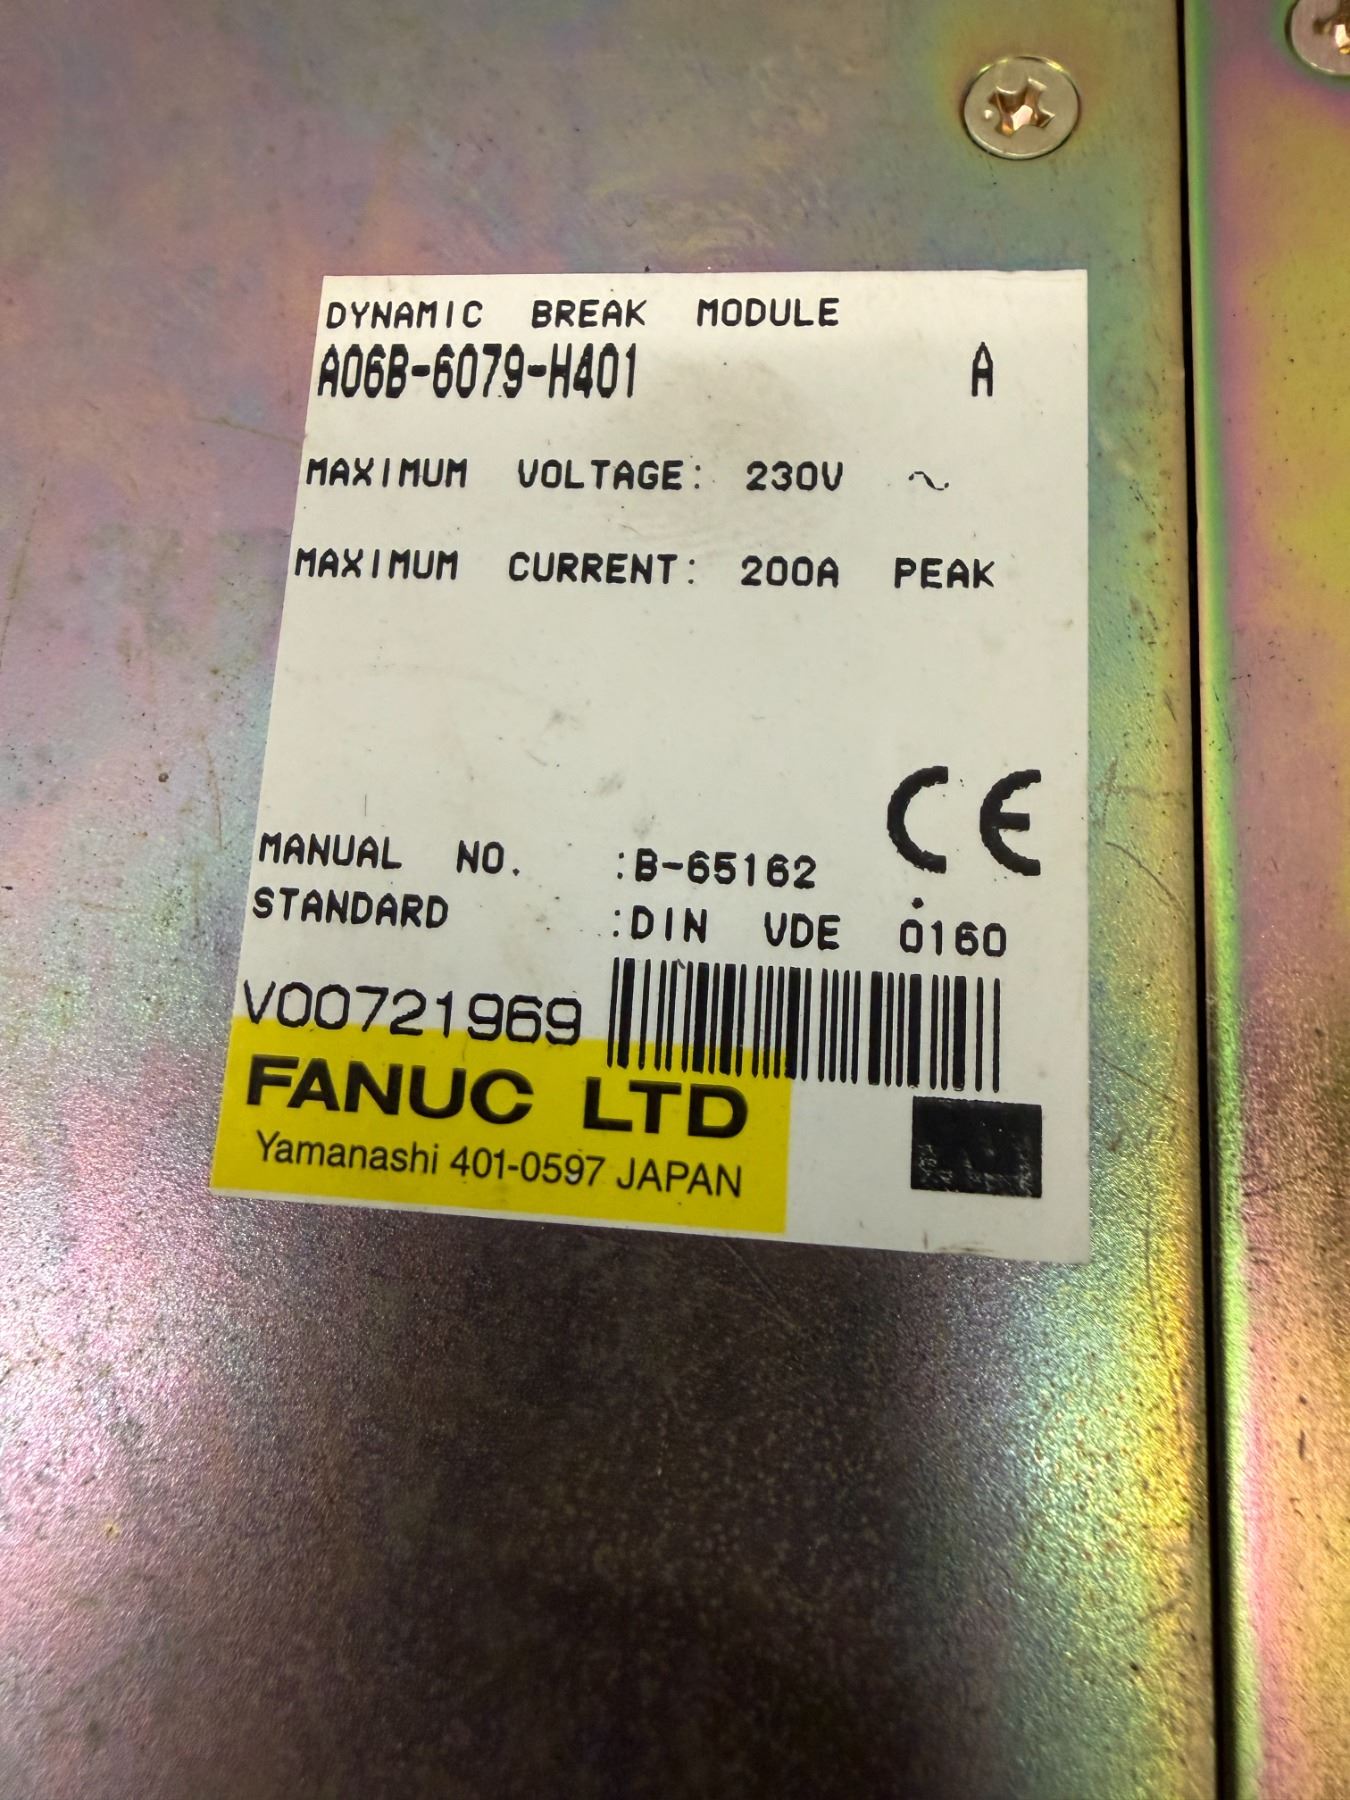 DYNAMIC BREAK MODULE
A06B-6079-H401 A
MAXIMUM VOLTAGE: 230V ~
MAXIMUM CURRENT: 200A PEAK
CE
MANUAL NO. :B-65162
STANDARD :DIN VDE 0160
V00721969
FANUC LTD
Yamanashi 401-0597 JAPAN